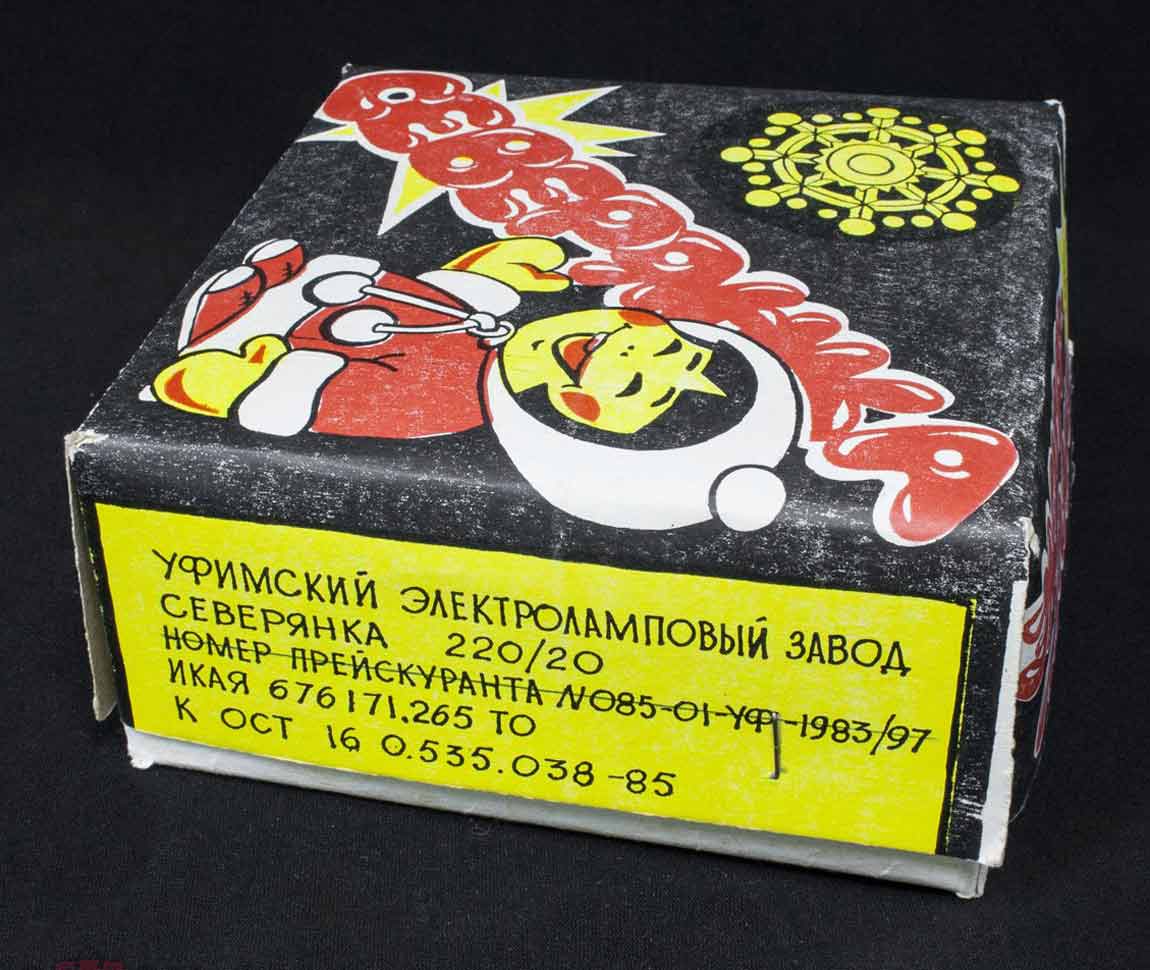 СЕВЕРЯНКА
УФИМСКИЙ ЭЛЕКТРОЛАМПОВЫЙ ЗАВОД
СЕВЕРЯНКА 220/20
НОМЕР ПРЕЙСКУРАНТА N085-01-УФ-1983/97
ИКАЯ 676171.265 ТО
К ОСТ 16 0.535.038-85